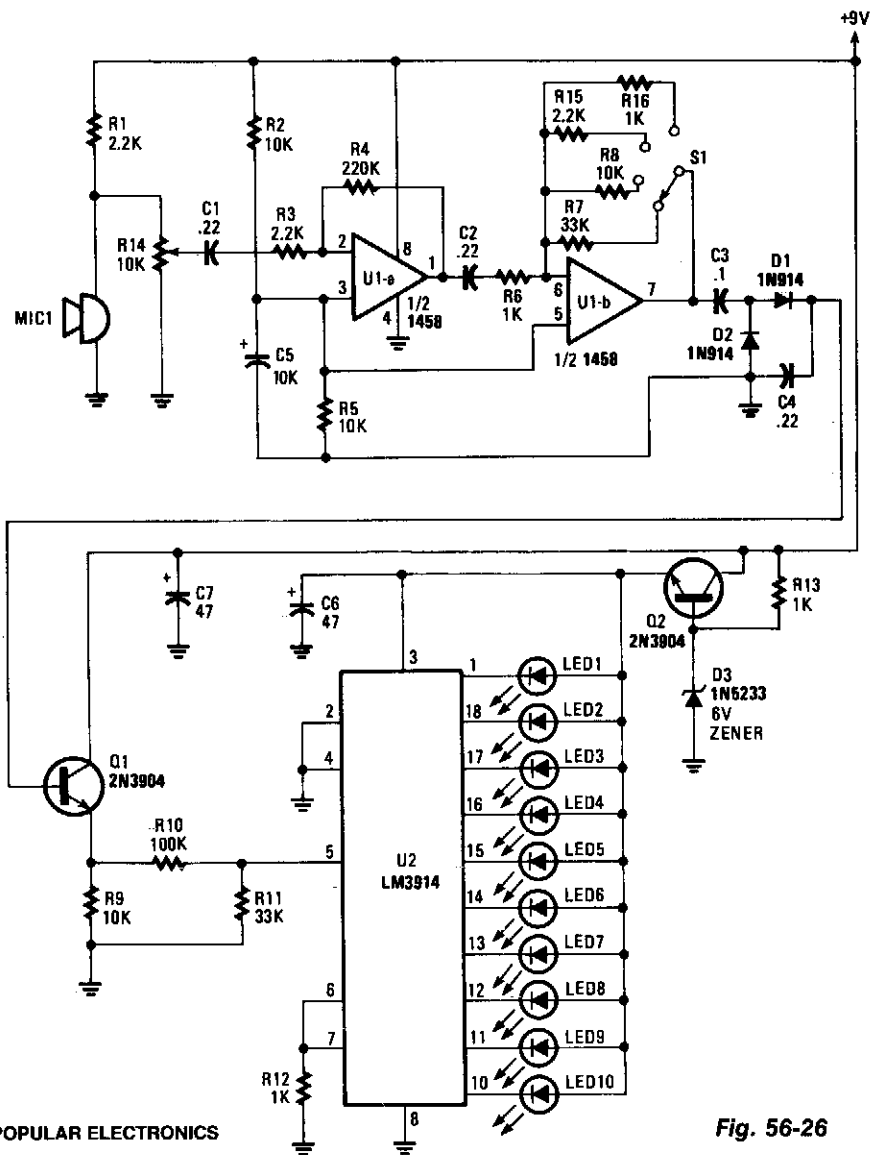 +9V
R1
2.2K
R2
10K
R4
220K
R15
2.2K
R16
1K
R8
10K
S1
R7
33K
R14
10K
C1
.22
R3
2.2K
2
3
8
1
4
U1-a
1/2
1458
C2
.22
R6
1K
6
5
7
U1-b
1/2 1458
C3
.1
D1
1N914
D2
1N914
C4
.22
MIC1
+
C5
10K
R5
10K
+
C7
47
+
C6
47
Q2
2N3904
R13
1K
D3
1N5233
6V
ZENER
Q1
2N3904
R10
100K
R9
10K
R11
33K
R12
1K
U2
LM3914
3
2
4
5
6
7
8
1
LED1
18
LED2
17
LED3
16
LED4
15
LED5
14
LED6
13
LED7
12
LED8
11
LED9
10
LED10
POPULAR ELECTRONICS
Fig. 56-26